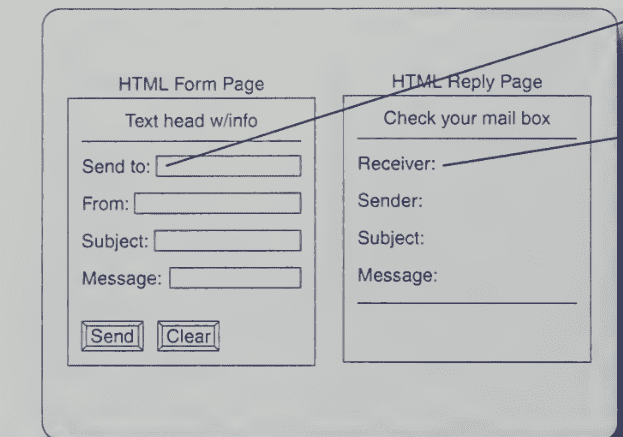 HTML Form Page
Text head w/info
Send to:
From:
Subject:
Message:
Send Clear
HTML Reply Page
Check your mail box
Receiver:
Sender:
Subject:
Message: